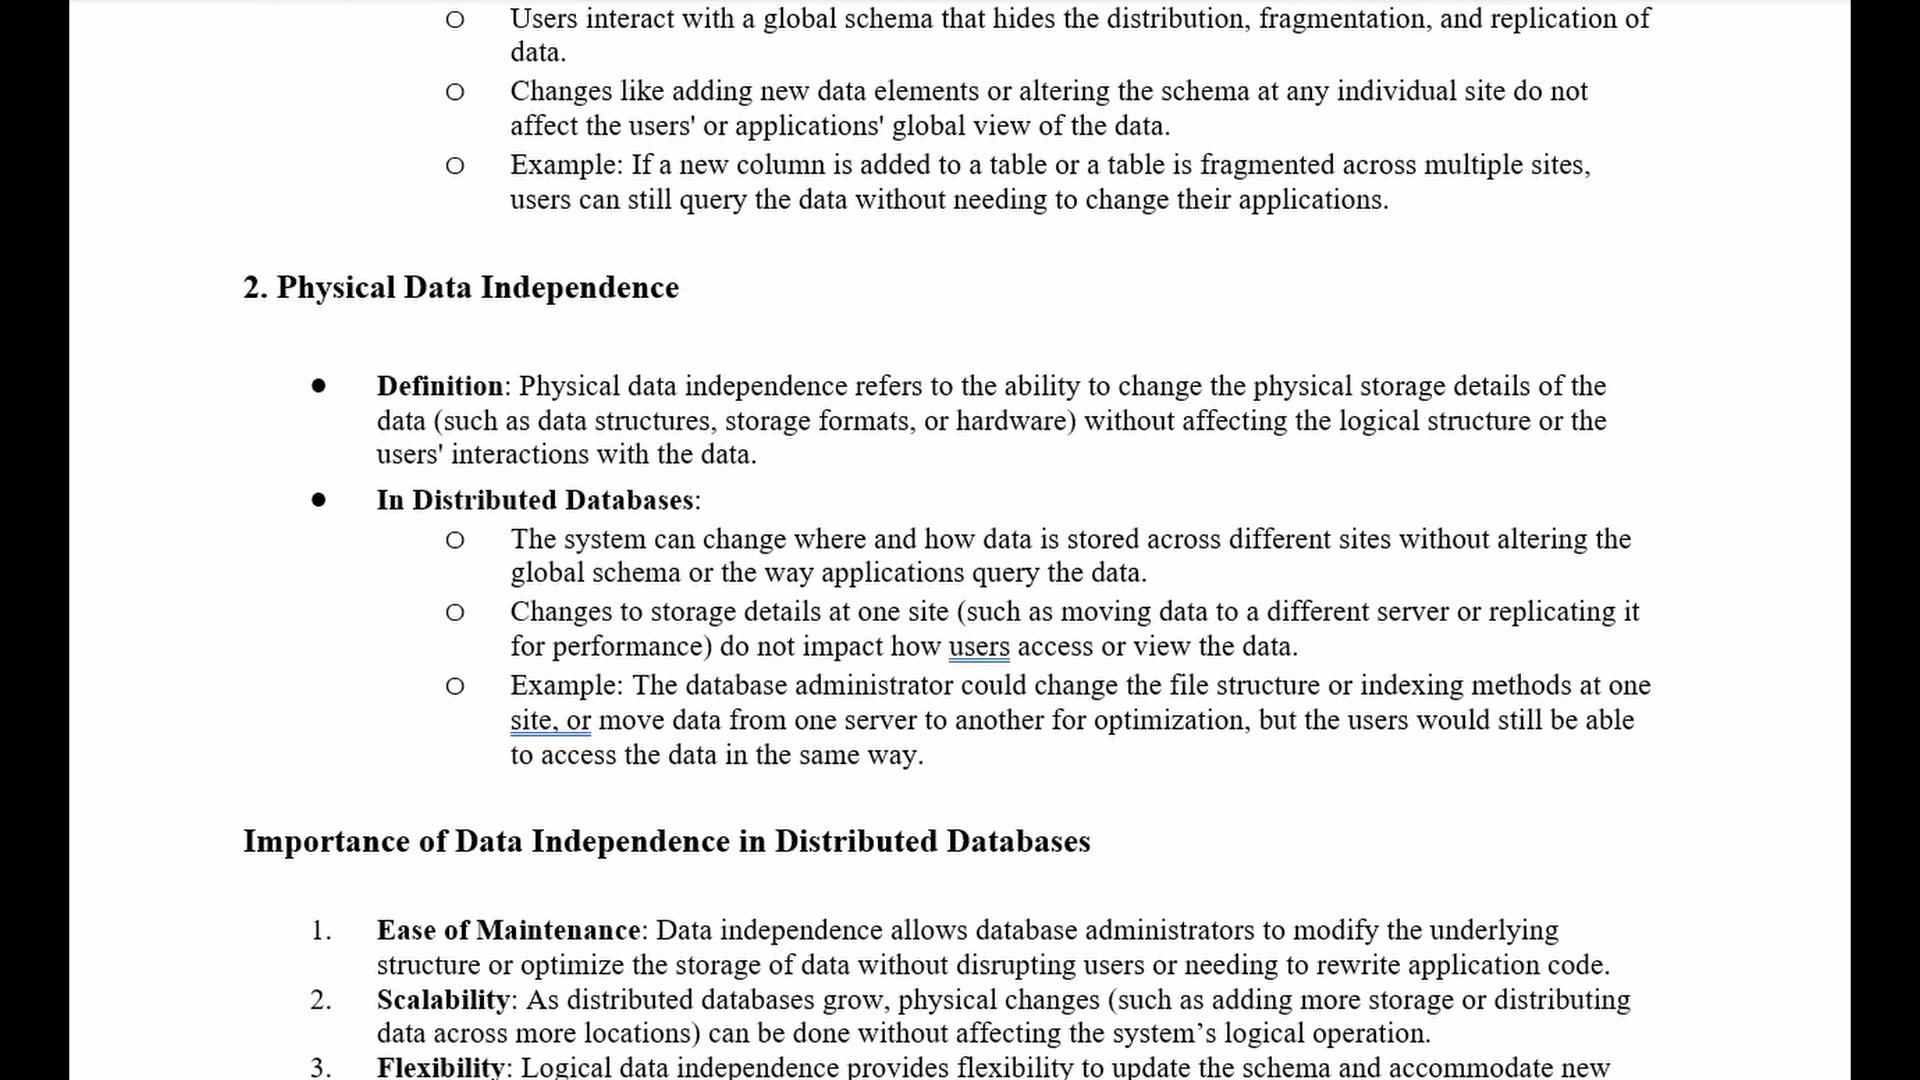 ○ Users interact with a global schema that hides the distribution, fragmentation, and replication of
data.
○ Changes like adding new data elements or altering the schema at any individual site do not
affect the users' or applications' global view of the data.
○ Example: If a new column is added to a table or a table is fragmented across multiple sites,
users can still query the data without needing to change their applications.
2. Physical Data Independence
● Definition: Physical data independence refers to the ability to change the physical storage details of the
data (such as data structures, storage formats, or hardware) without affecting the logical structure or the
users' interactions with the data.
● In Distributed Databases:
○ The system can change where and how data is stored across different sites without altering the
global schema or the way applications query the data.
○ Changes to storage details at one site (such as moving data to a different server or replicating it
for performance) do not impact how users access or view the data.
○ Example: The database administrator could change the file structure or indexing methods at one
site, or move data from one server to another for optimization, but the users would still be able
to access the data in the same way.
Importance of Data Independence in Distributed Databases
1. Ease of Maintenance: Data independence allows database administrators to modify the underlying
structure or optimize the storage of data without disrupting users or needing to rewrite application code.
2. Scalability: As distributed databases grow, physical changes (such as adding more storage or distributing
data across more locations) can be done without affecting the system’s logical operation.
3. Flexibility: Logical data independence provides flexibility to update the schema and accommodate new